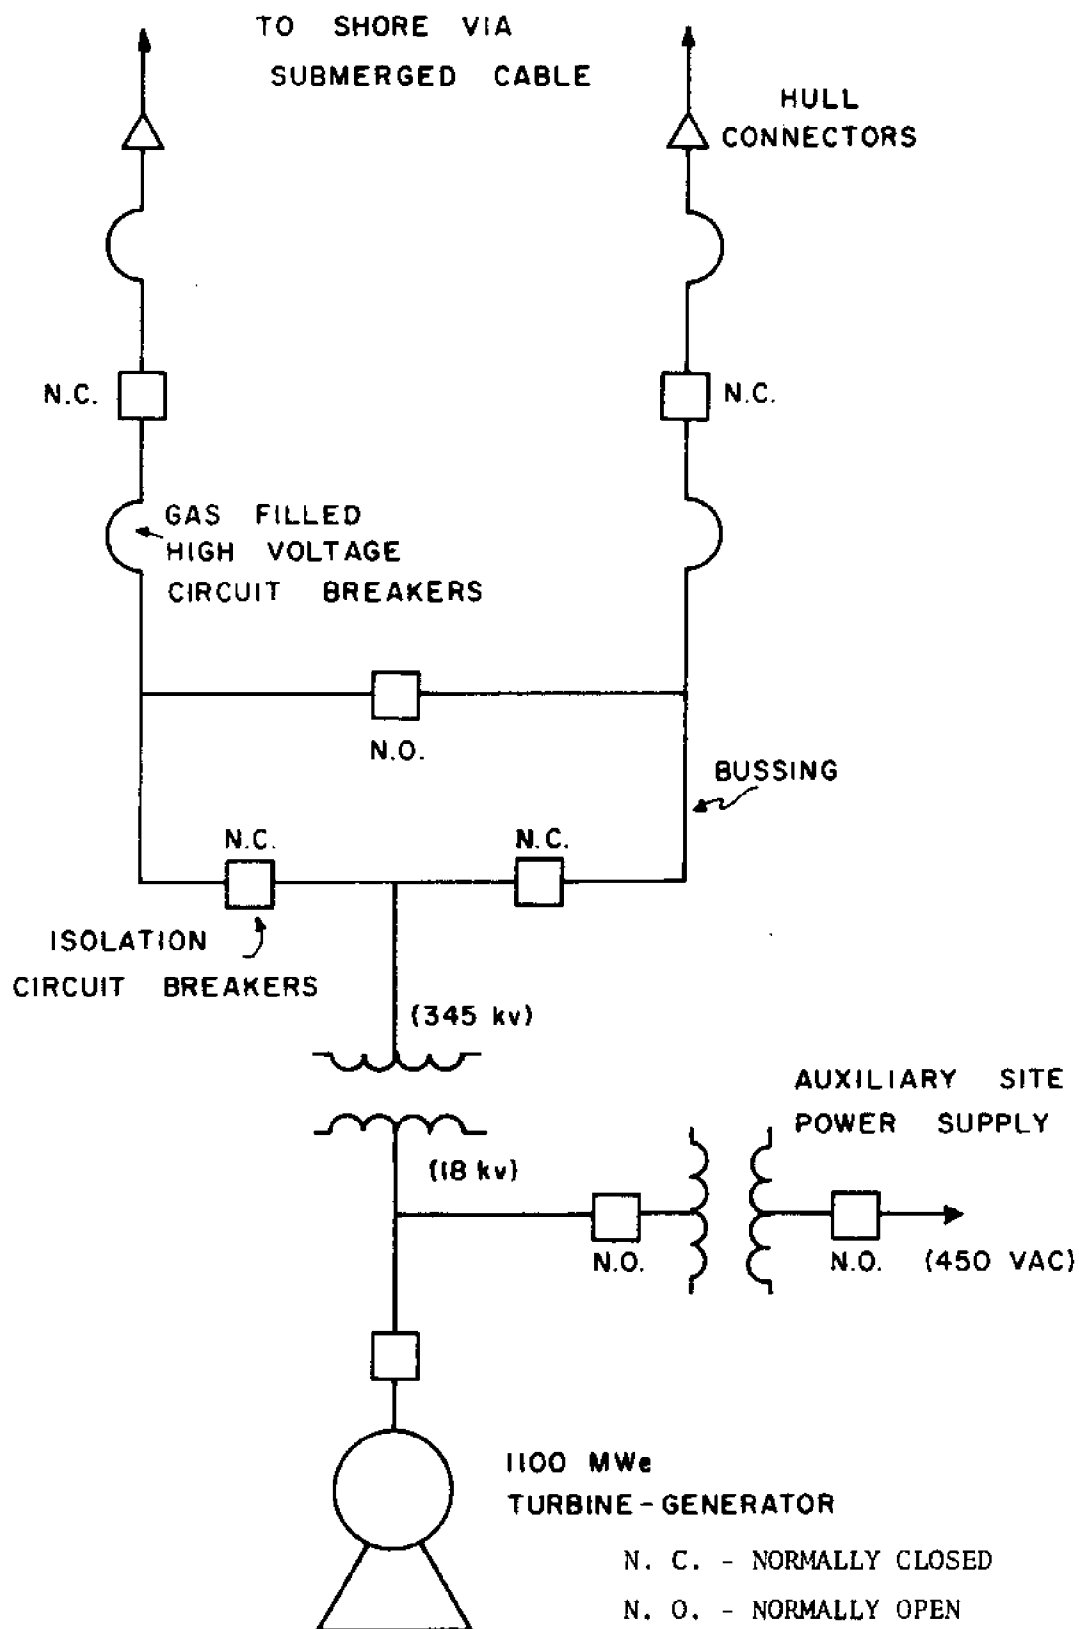 TO SHORE VIA
SUBMERGED CABLE
HULL
CONNECTORS
N.C.
N.C.
GAS FILLED
HIGH VOLTAGE
CIRCUIT BREAKERS
N.O.
BUSSING
N.C.
N.C.
ISOLATION
CIRCUIT BREAKERS
(345 kv)
AUXILIARY SITE
POWER SUPPLY
(18 kv)
N.O.
N.O.
(450 VAC)
1100 MWe
TURBINE-GENERATOR
N. C. - NORMALLY CLOSED
N. O. - NORMALLY OPEN